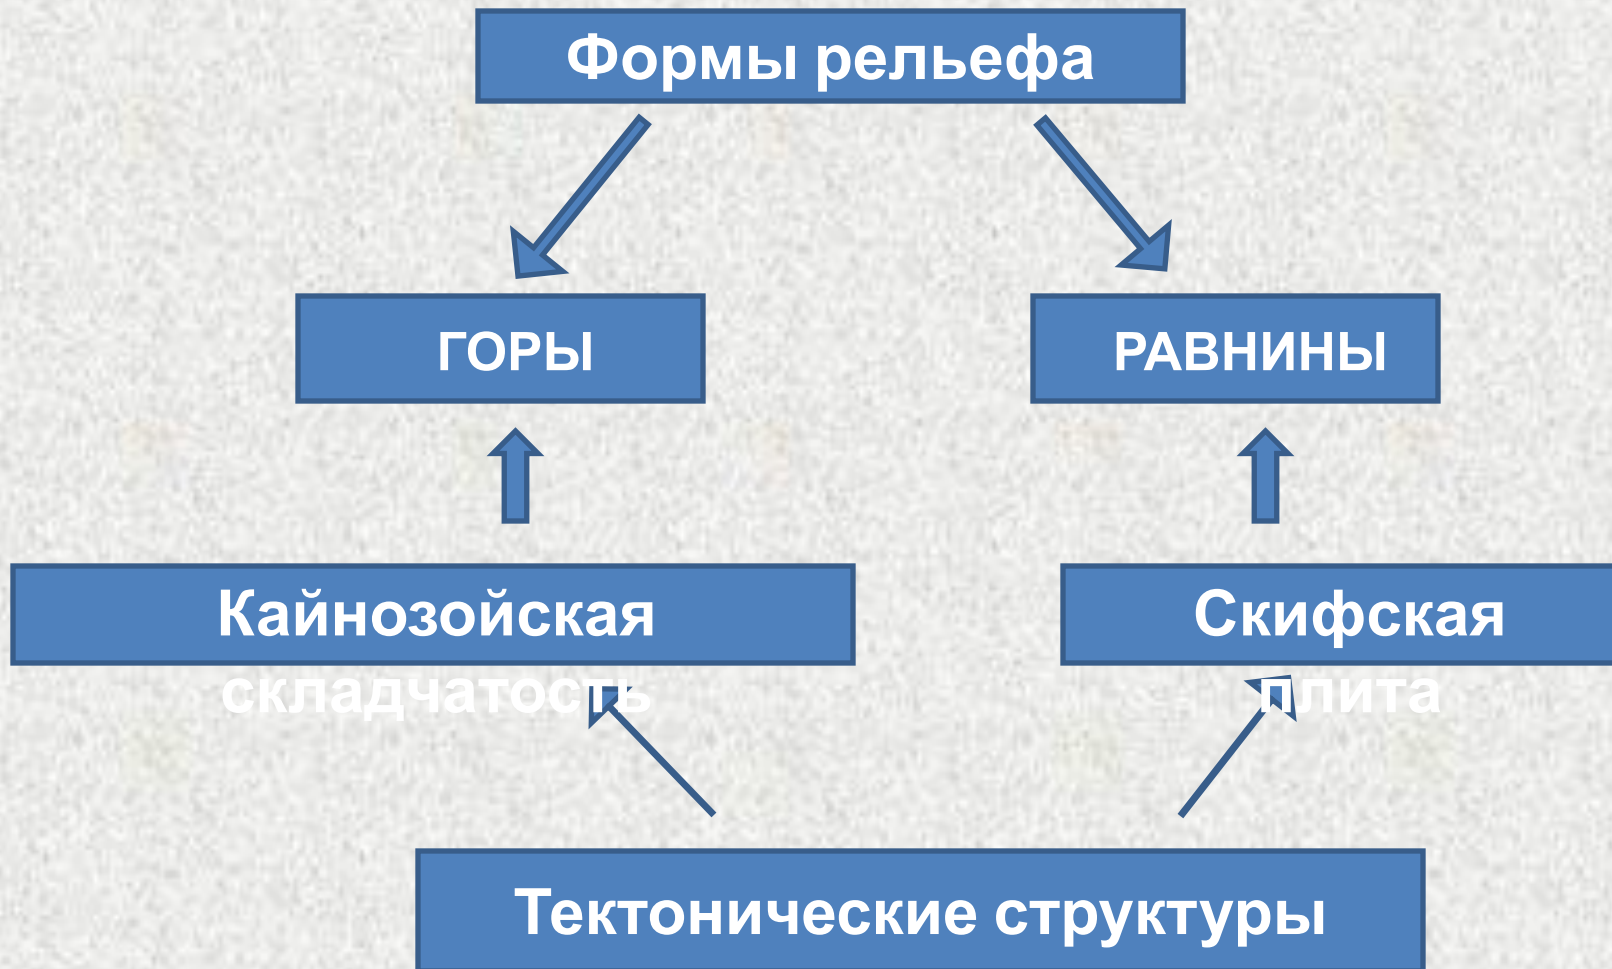 Формы рельефа
ГОРЫ
РАВНИНЫ
Кайнозойская
складчатость
Скифская
плита
Тектонические структуры